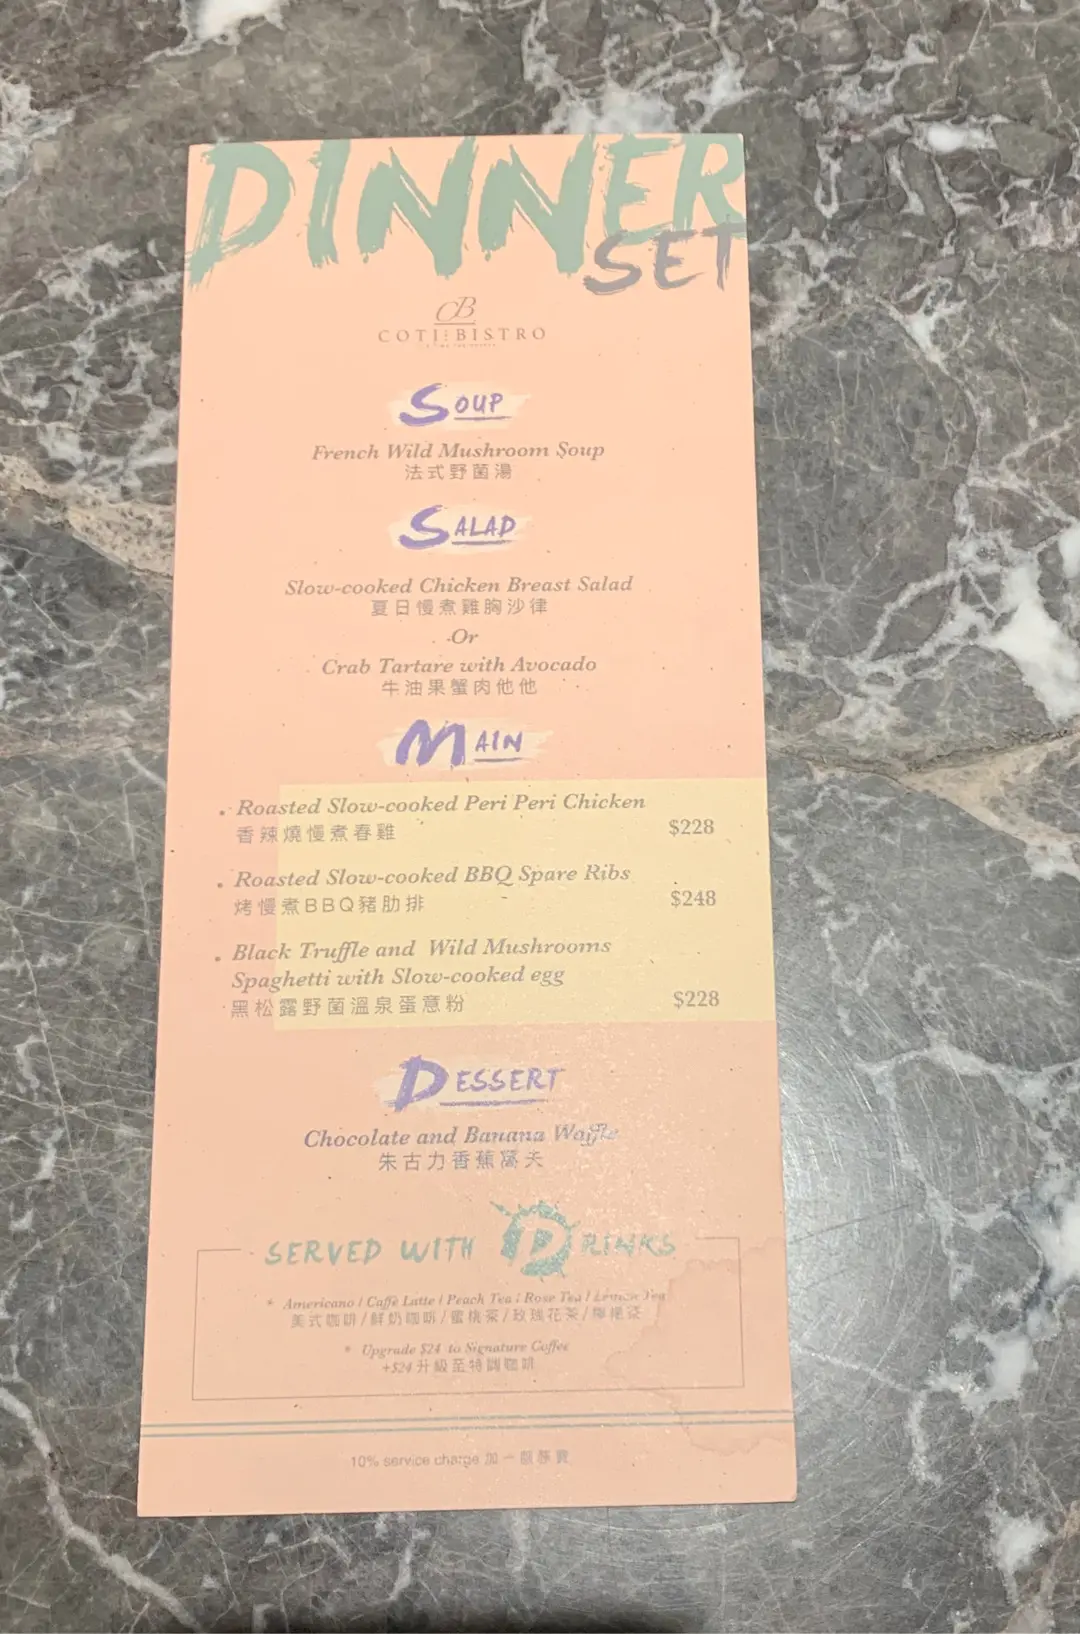 DINNER
SET
CB
COTI BISTRO
SOUP
French Wild Mushroom Soup
法式野菌湯
SALAD
Slow-cooked Chicken Breast Salad
夏日慢煮雞胸沙律
Or
Crab Tartare with Avocado
牛油果蟹肉他他
MAIN
• Roasted Slow-cooked Peri Peri Chicken
香辣燒慢煮春雞 $228
• Roasted Slow-cooked BBQ Spare Ribs
烤慢煮BBQ豬肋排 $248
• Black Truffle and Wild Mushrooms
Spaghetti with Slow-cooked egg
黑松露野菌溫泉蛋意粉 $228
DESSERT
Chocolate and Banana Waffle
朱古力香蕉窩夫
SERVED WITH DRINKS
* Americano / Caffè Latte / Peach Tea / Rose Tea / Lemon Tea
美式咖啡/鮮奶咖啡/蜜桃茶/玫瑰花茶/檸檬茶
* Upgrade $24 to Signature Coffee
+$24升級至特調咖啡
10% service charge 加一服務費